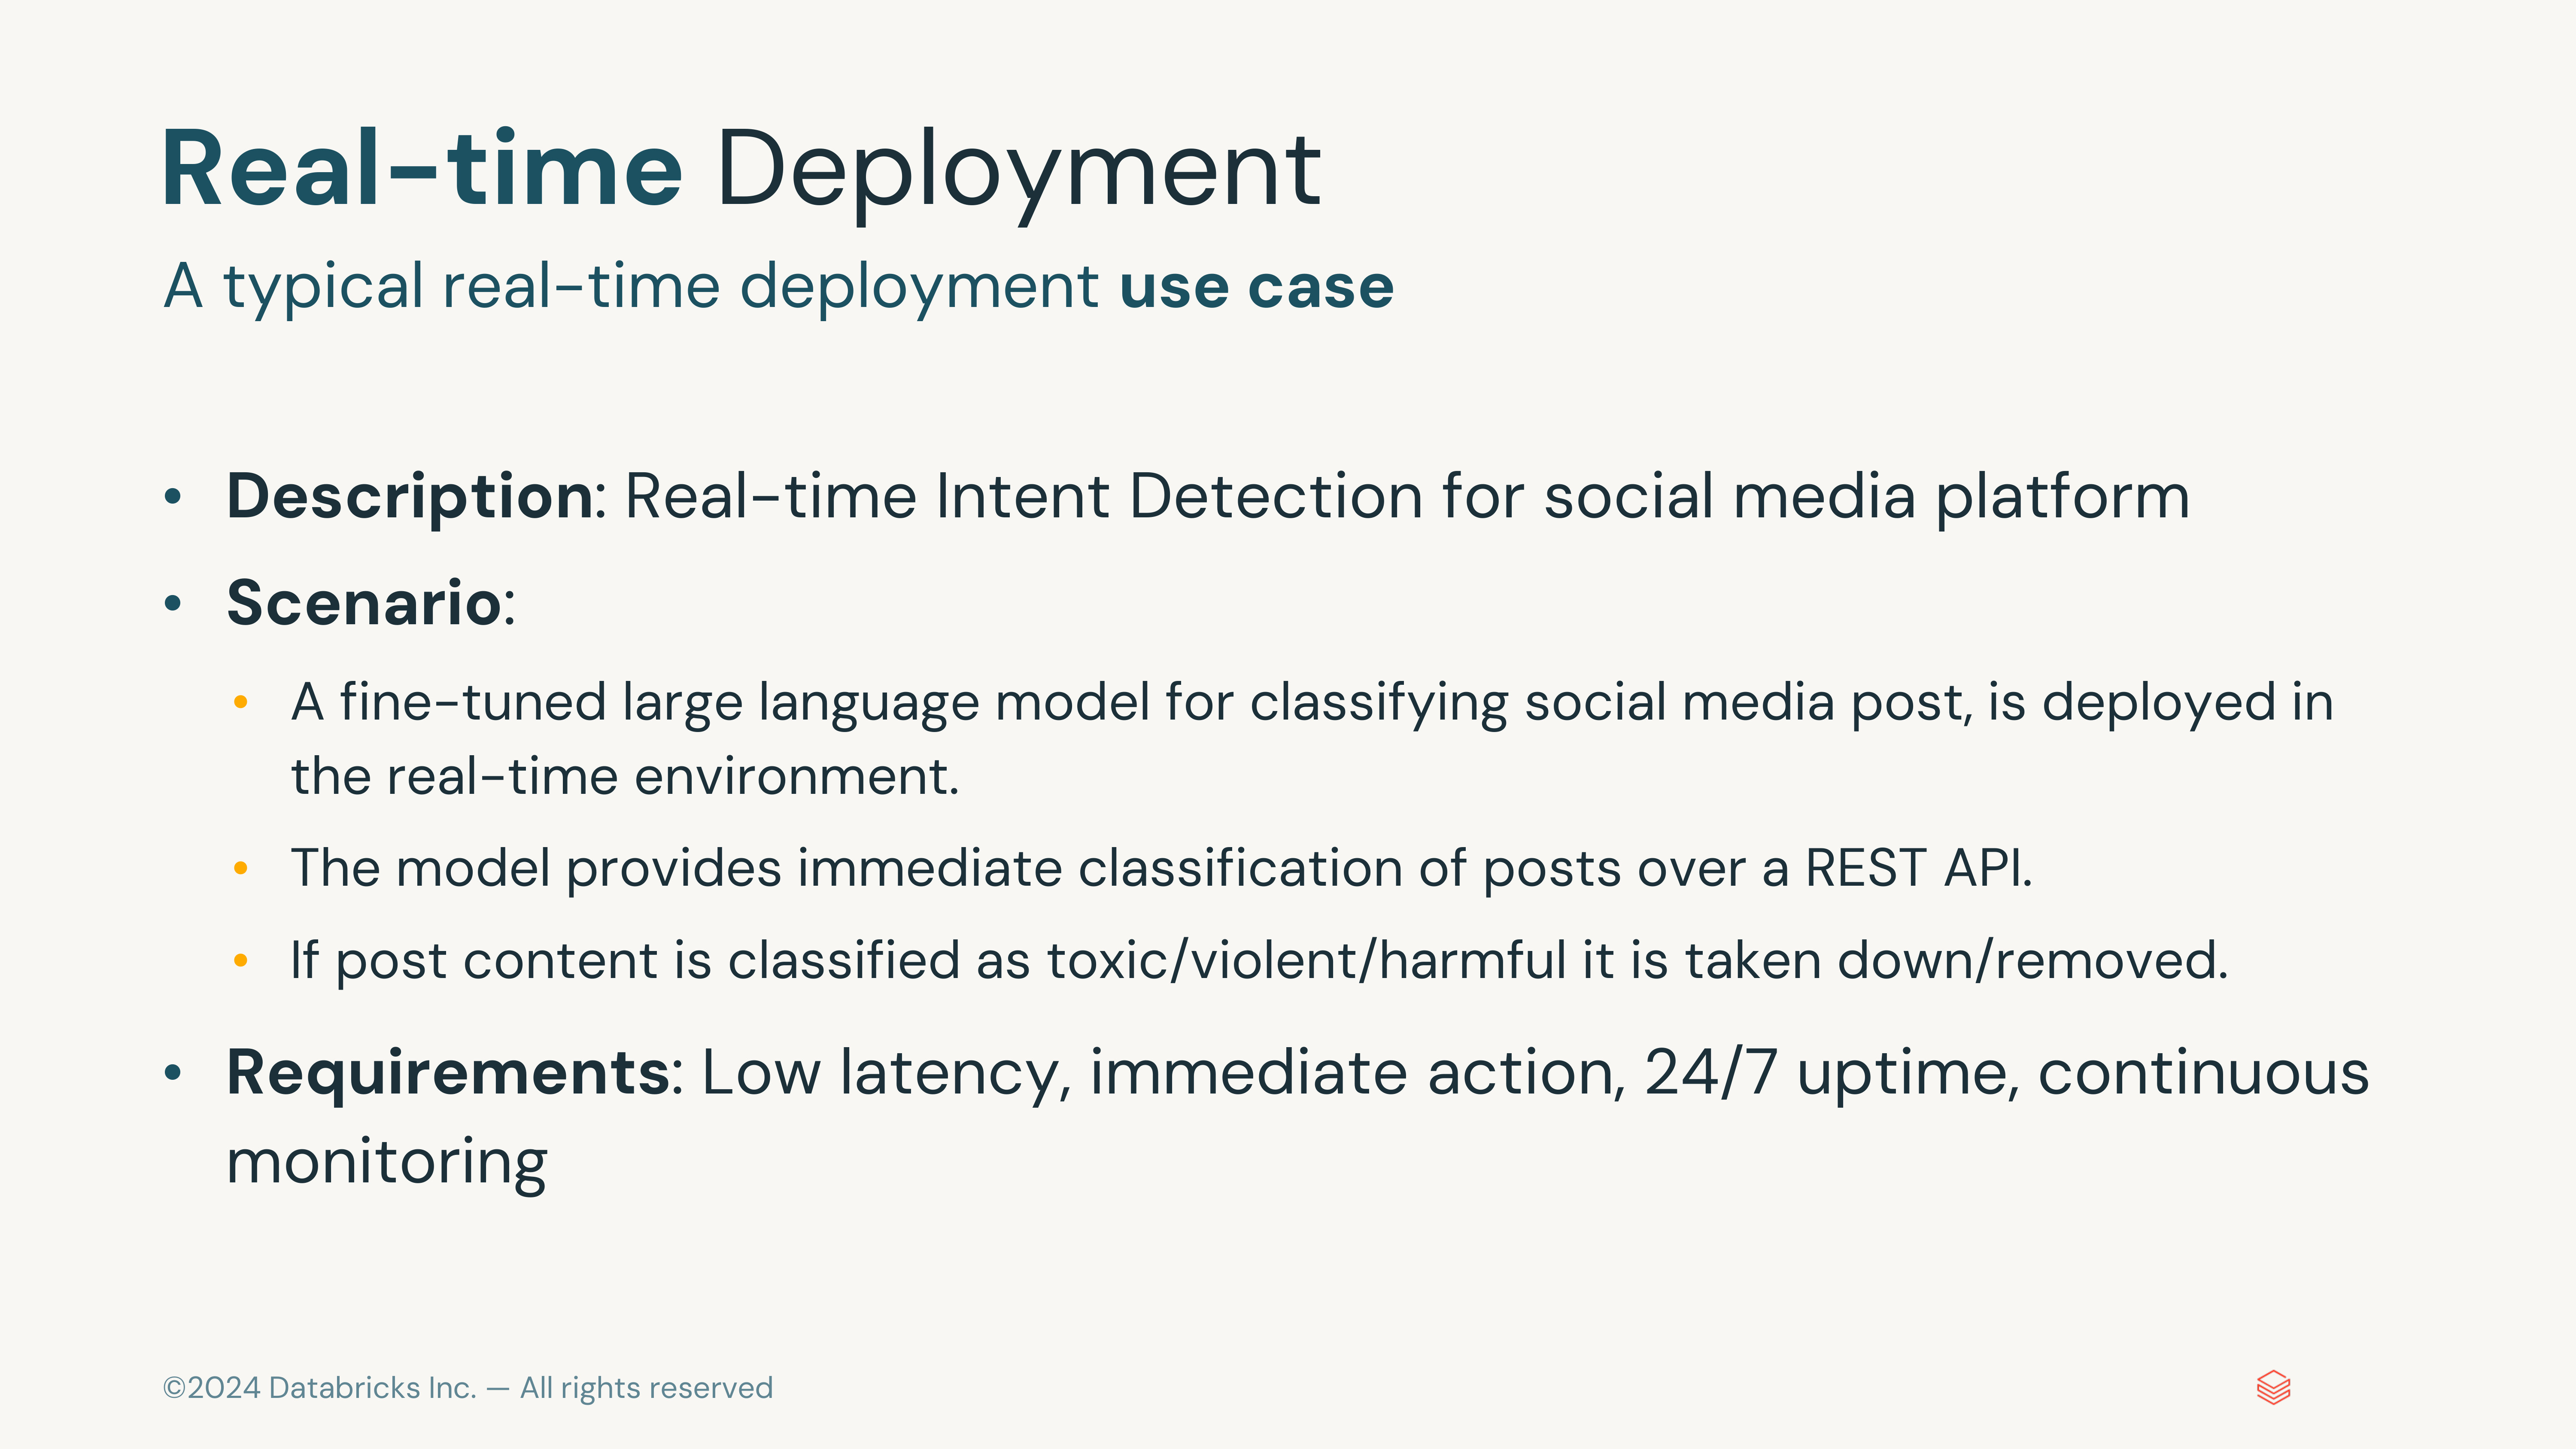 Real-time Deployment
A typical real-time deployment use case
• Description: Real-time Intent Detection for social media platform
• Scenario:
• A fine-tuned large language model for classifying social media post, is deployed in
the real-time environment.
• The model provides immediate classification of posts over a REST API.
• If post content is classified as toxic/violent/harmful it is taken down/removed.
• Requirements: Low latency, immediate action, 24/7 uptime, continuous
monitoring
©2024 Databricks Inc. — All rights reserved